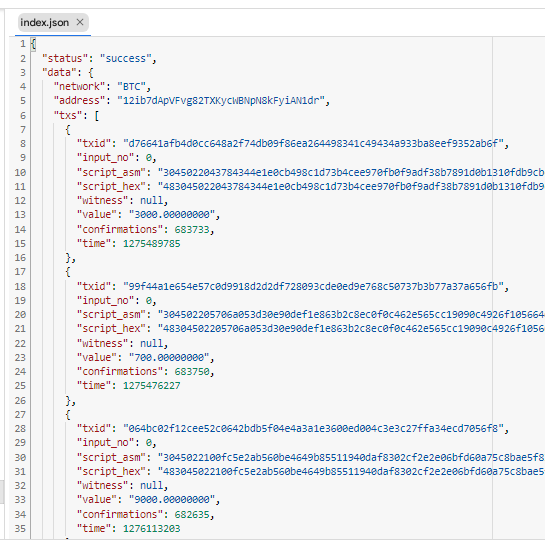 index.json ×
1 {
2 "status": "success",
3 "data": {
4 "network": "BTC",
5 "address": "12ib7dApVFvg82TXKycWBNpN8kFyiAN1dr",
6 "txs": [
7 {
8 "txid": "d76641afb4d0cc648a2f74db09f86ea264498341c49434a933ba8eef9352ab6f",
9 "input_no": 0,
10 "script_asm": "3045022043784344e1e0cb498c1d73b4cee970fb0f9adf38b7891d0b1310fdb9cb
11 "script_hex": "483045022043784344e1e0cb498c1d73b4cee970fb0f9adf38b7891d0b1310fdb9
12 "witness": null,
13 "value": "3000.00000000",
14 "confirmations": 683733,
15 "time": 1275489785
16 },
17 {
18 "txid": "99f44a1e654e57c0d9918d2d2df728093cde0ed9e768c50737b3b77a37a656fb",
19 "input_no": 0,
20 "script_asm": "304502205706a053d30e90def1e863b2c8ec0f0c462e565cc19090c4926f105664
21 "script_hex": "48304502205706a053d30e90def1e863b2c8ec0f0c462e565cc19090c4926f1056
22 "witness": null,
23 "value": "700.00000000",
24 "confirmations": 683750,
25 "time": 1275476227
26 },
27 {
28 "txid": "064bc02f12cee52c0642bdb5f04e4a3a1e3600ed004c3e3c27ffa34ecd7056f8",
29 "input_no": 0,
30 "script_asm": "3045022100fc5e2ab560be4649b85511940daf8302cf2e2e06bfd60a75c8bae5f8
31 "script_hex": "483045022100fc5e2ab560be4649b85511940daf8302cf2e2e06bfd60a75c8bae5
32 "witness": null,
33 "value": "9000.00000000",
34 "confirmations": 682635,
35 "time": 1276113203